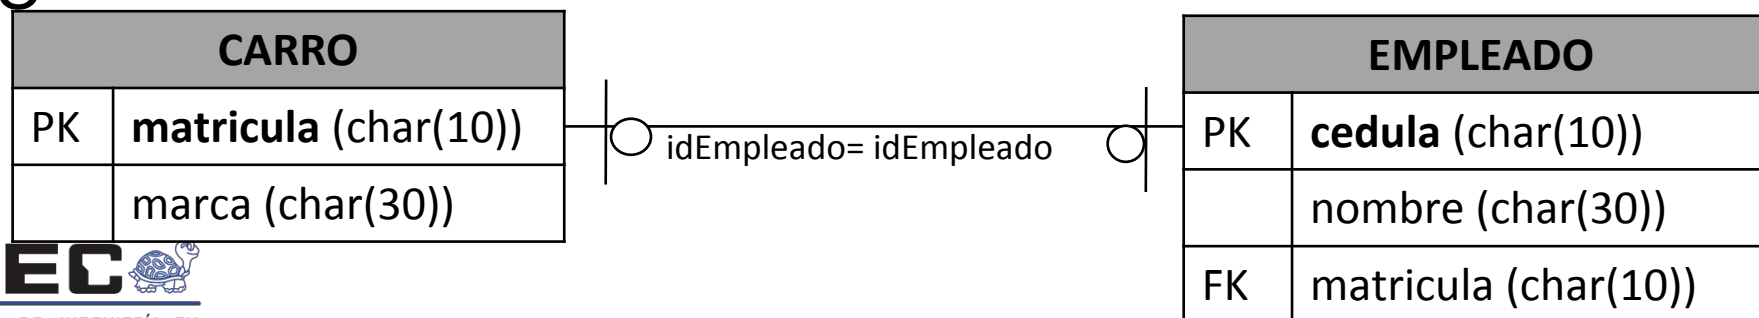 CARRO
PK matricula (char(10))
marca (char(30))
idEmpleado= idEmpleado
EMPLEADO
PK cedula (char(10))
nombre (char(30))
FK matricula (char(10))
EC